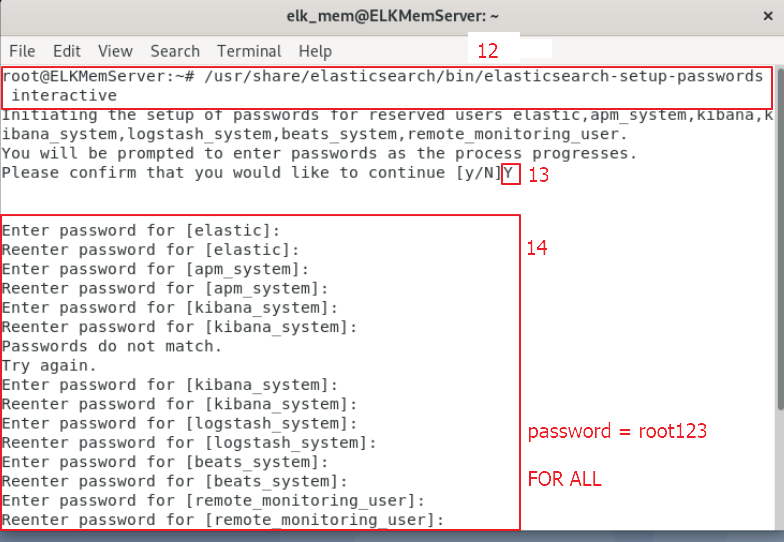 elk_mem@ELKMemServer: ~
File Edit View Search Terminal Help
12
root@ELKMemServer:~# /usr/share/elasticsearch/bin/elasticsearch-setup-passwords
interactive
Initiating the setup of passwords for reserved users elastic,apm_system,kibana,k
ibana_system,logstash_system,beats_system,remote_monitoring_user.
You will be prompted to enter passwords as the process progresses.
Please confirm that you would like to continue [y/N]Y
13
Enter password for [elastic]:
14
Reenter password for [elastic]:
Enter password for [apm_system]:
Reenter password for [apm_system]:
Enter password for [kibana_system]:
Reenter password for [kibana_system]:
Passwords do not match.
Try again.
Enter password for [kibana_system]:
Reenter password for [kibana_system]:
Enter password for [logstash_system]:
Reenter password for [logstash_system]:
Enter password for [beats_system]:
Reenter password for [beats_system]:
Enter password for [remote_monitoring_user]:
Reenter password for [remote_monitoring_user]:
password = root123
FOR ALL